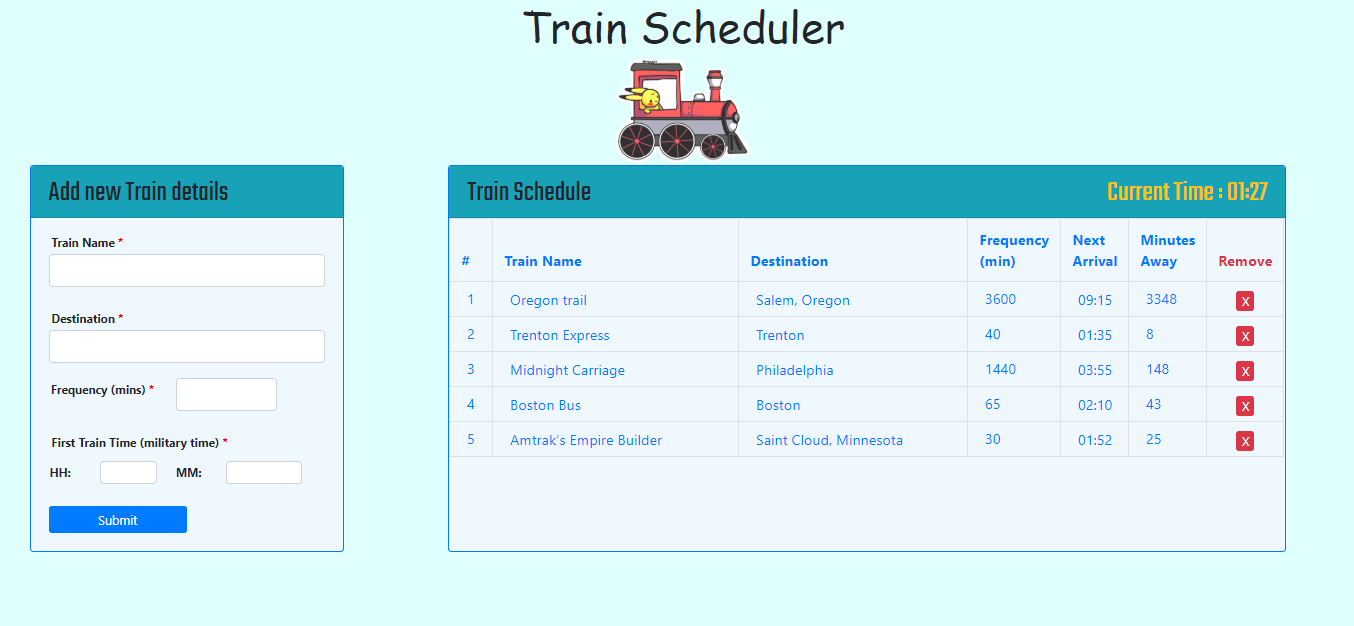 Train Scheduler
Add new Train details
Train Name *
Destination *
Frequency (mins) *
First Train Time (military time) *
HH: MM:
Submit
Train Schedule Current Time : 01:27
# Train Name Destination Frequency (min) Next Arrival Minutes Away Remove
1 Oregon trail Salem, Oregon 3600 09:15 3348 X
2 Trenton Express Trenton 40 01:35 8 X
3 Midnight Carriage Philadelphia 1440 03:55 148 X
4 Boston Bus Boston 65 02:10 43 X
5 Amtrak's Empire Builder Saint Cloud, Minnesota 30 01:52 25 X